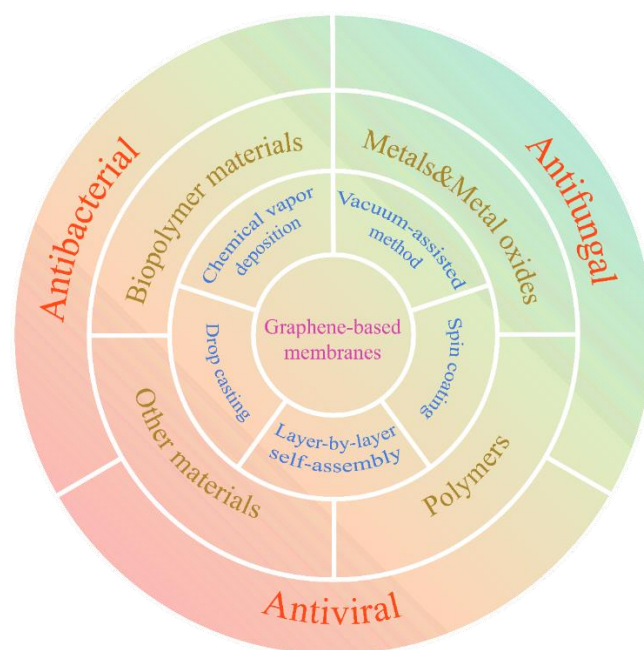 Antibacterial
Antifungal
Antiviral
Biopolymer materials
Metals&Metal oxides
Polymers
Other materials
Chemical vapor
deposition
Vacuum-assisted
method
Spin coating
Layer-by-layer
self-assembly
Drop casting
Graphene-based
membranes